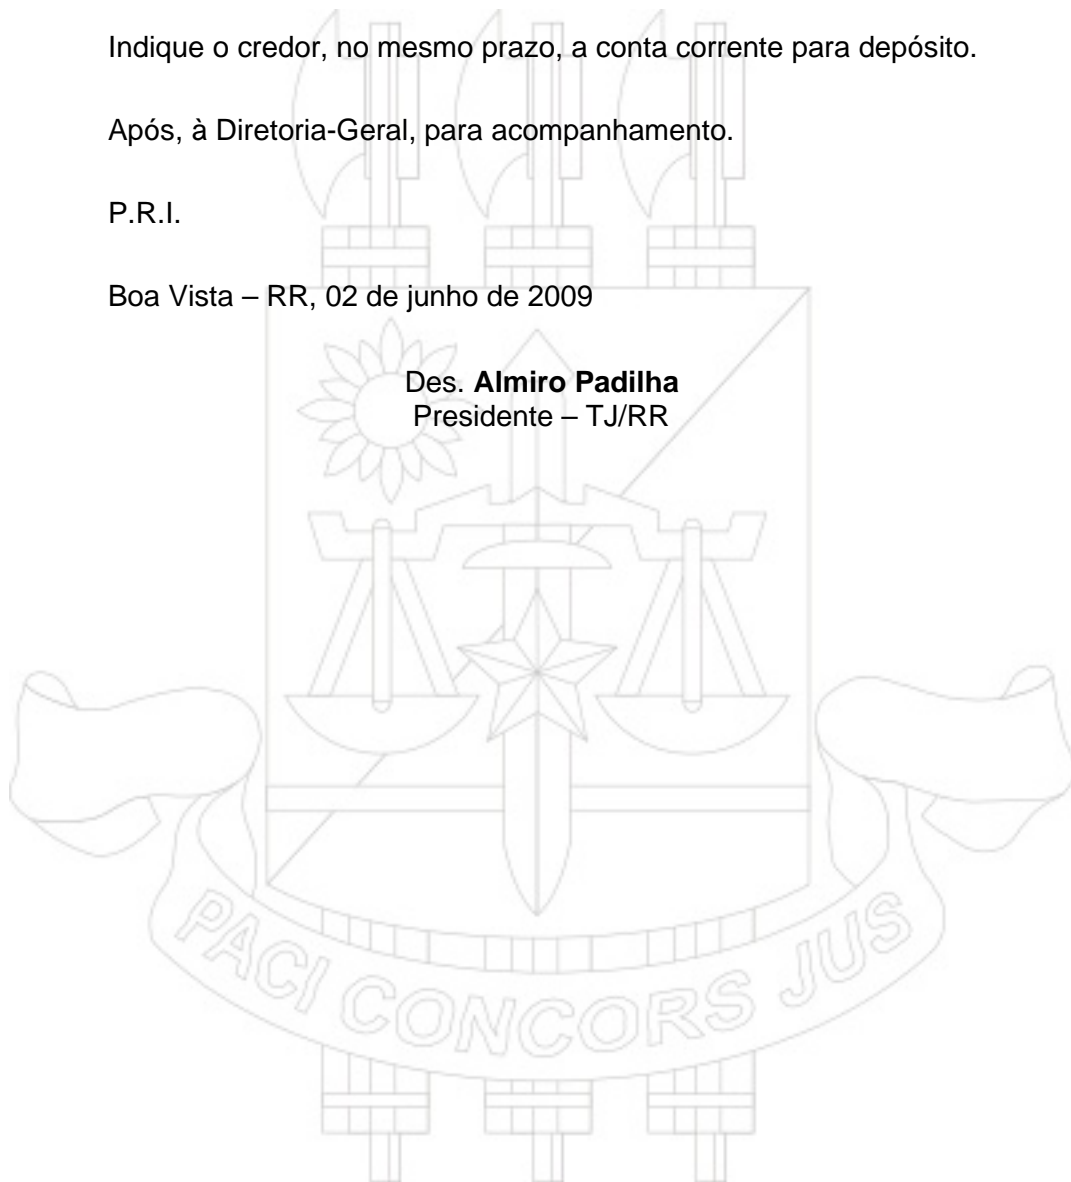 Indique o credor, no mesmo prazo, a conta corrente para depósito.
Após, à Diretoria-Geral, para acompanhamento.
P.R.I.
Boa Vista – RR, 02 de junho de 2009
Des. Almiro Padilha
Presidente – TJ/RR
PACI CONCORS JUS